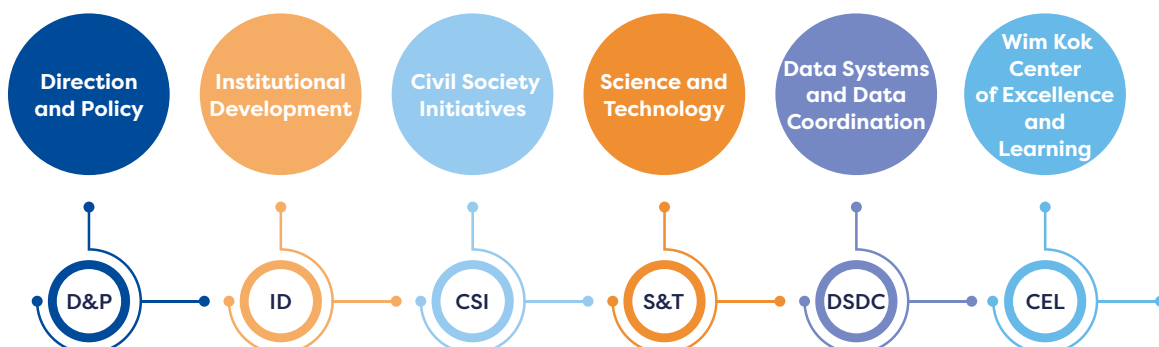 Direction
and Policy
Institutional
Development
Civil Society
Initiatives
Science and
Technology
Data Systems
and Data
Coordination
Wim Kok
Center
of Excellence
and
Learning
D&P
ID
CSI
S&T
DSDC
CEL